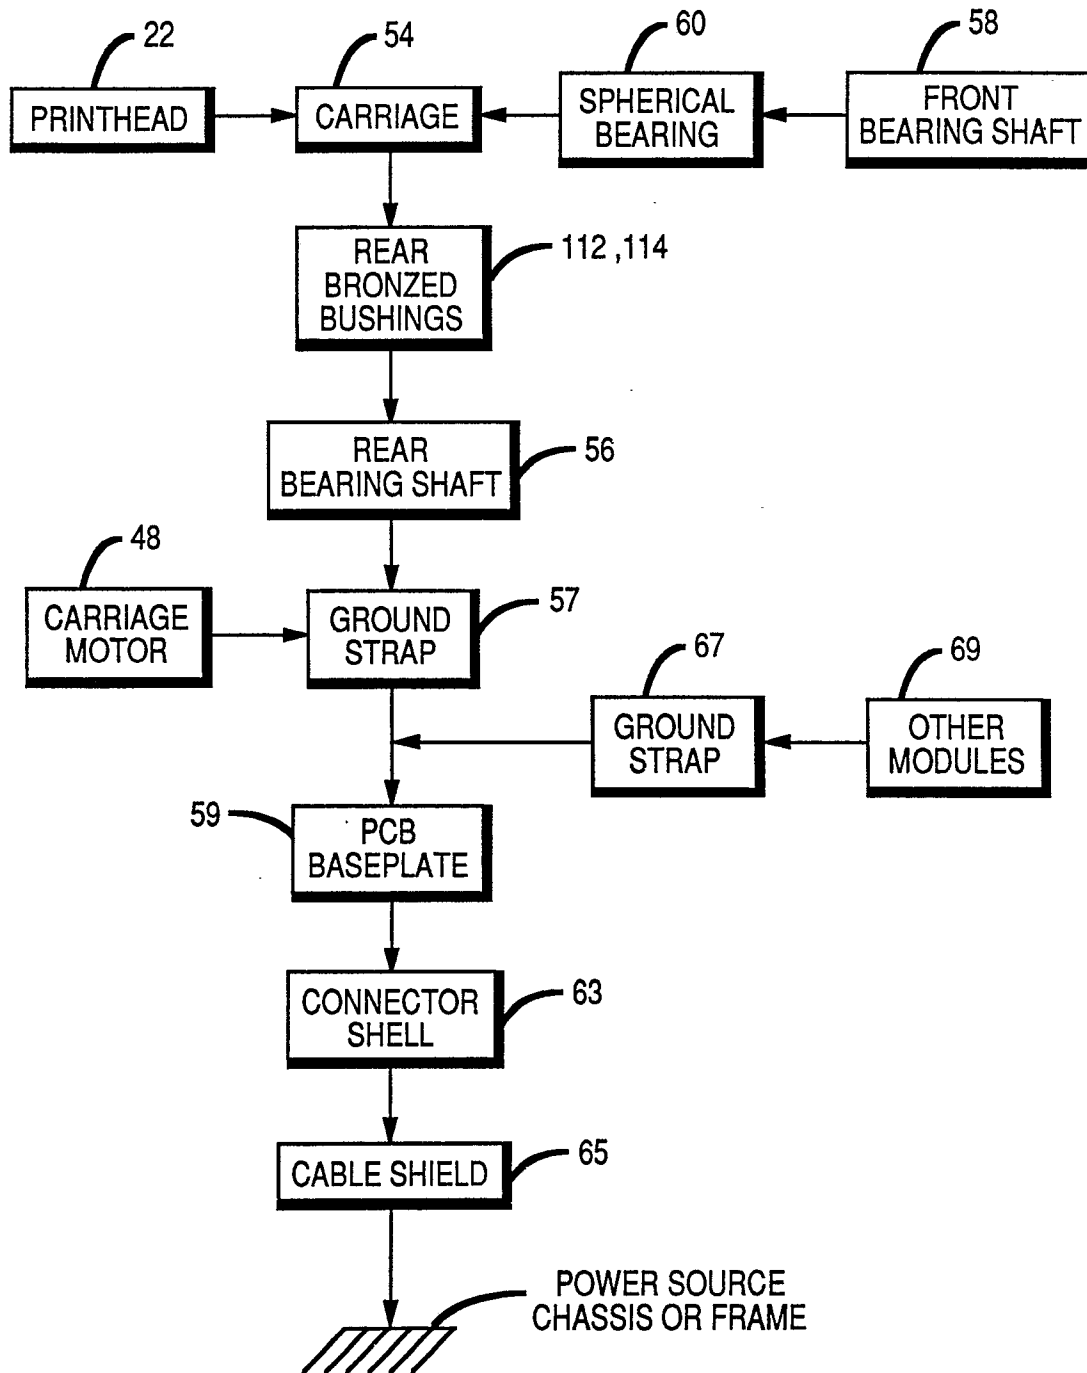 22
54
60
58
PRINTHEAD
CARRIAGE
SPHERICAL
BEARING
FRONT
BEARING SHAFT
REAR
BRONZED
BUSHINGS
112 ,114
REAR
BEARING SHAFT
56
48
CARRIAGE
MOTOR
57
GROUND
STRAP
67
GROUND
STRAP
69
OTHER
MODULES
59
PCB
BASEPLATE
CONNECTOR
SHELL
63
CABLE SHIELD
65
POWER SOURCE
CHASSIS OR FRAME